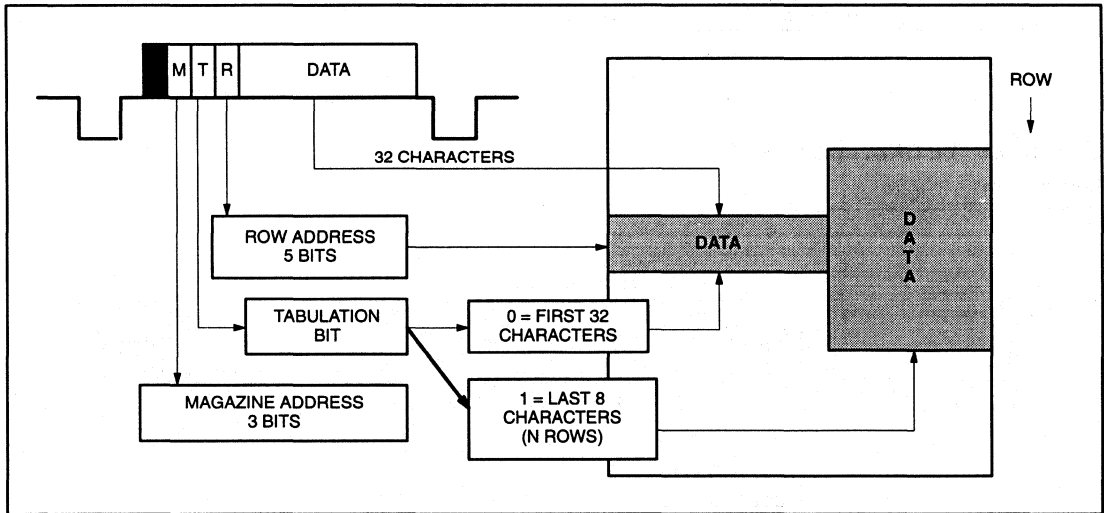 M T R DATA
ROW
32 CHARACTERS
ROW ADDRESS
5 BITS
DATA
DATA
TABULATION
BIT
0 = FIRST 32
CHARACTERS
1 = LAST 8
CHARACTERS
(N ROWS)
MAGAZINE ADDRESS
3 BITS